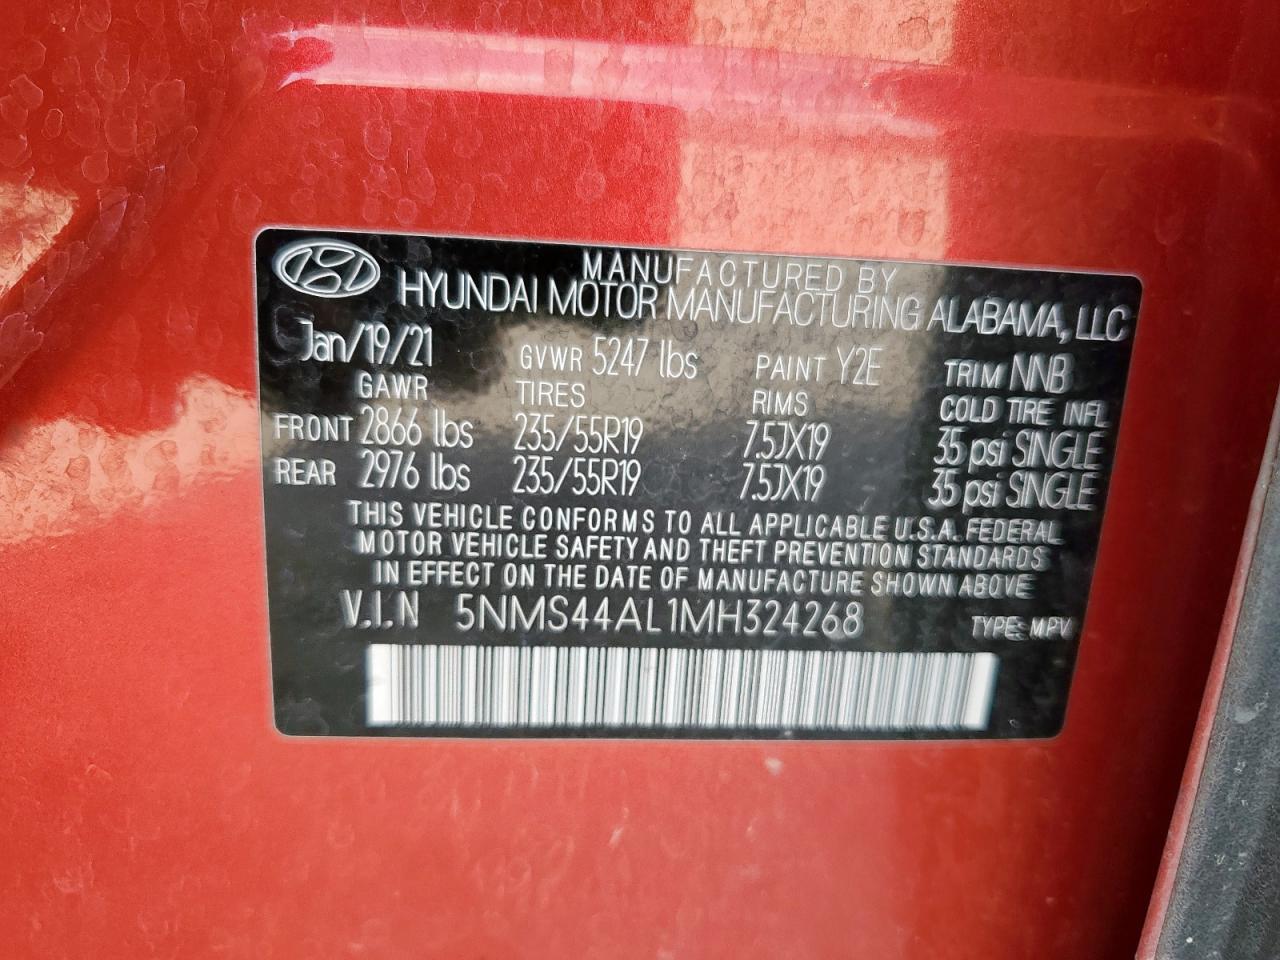 MANUFACTURED BY
HYUNDAI MOTOR MANUFACTURING ALABAMA, LLC
Jan/19/21 GVWR 5247 lbs PAINT Y2E TRIM NNB
GAWR TIRES RIMS COLD TIRE INFL
FRONT 2866 lbs 235/55R19 7.5JX19 35 psi SINGLE
REAR 2976 lbs 235/55R19 7.5JX19 35 psi SINGLE
THIS VEHICLE CONFORMS TO ALL APPLICABLE U.S.A. FEDERAL
MOTOR VEHICLE SAFETY AND THEFT PREVENTION STANDARDS
IN EFFECT ON THE DATE OF MANUFACTURE SHOWN ABOVE
V.I.N 5NMS44AL1MH324268 TYPE: MPV